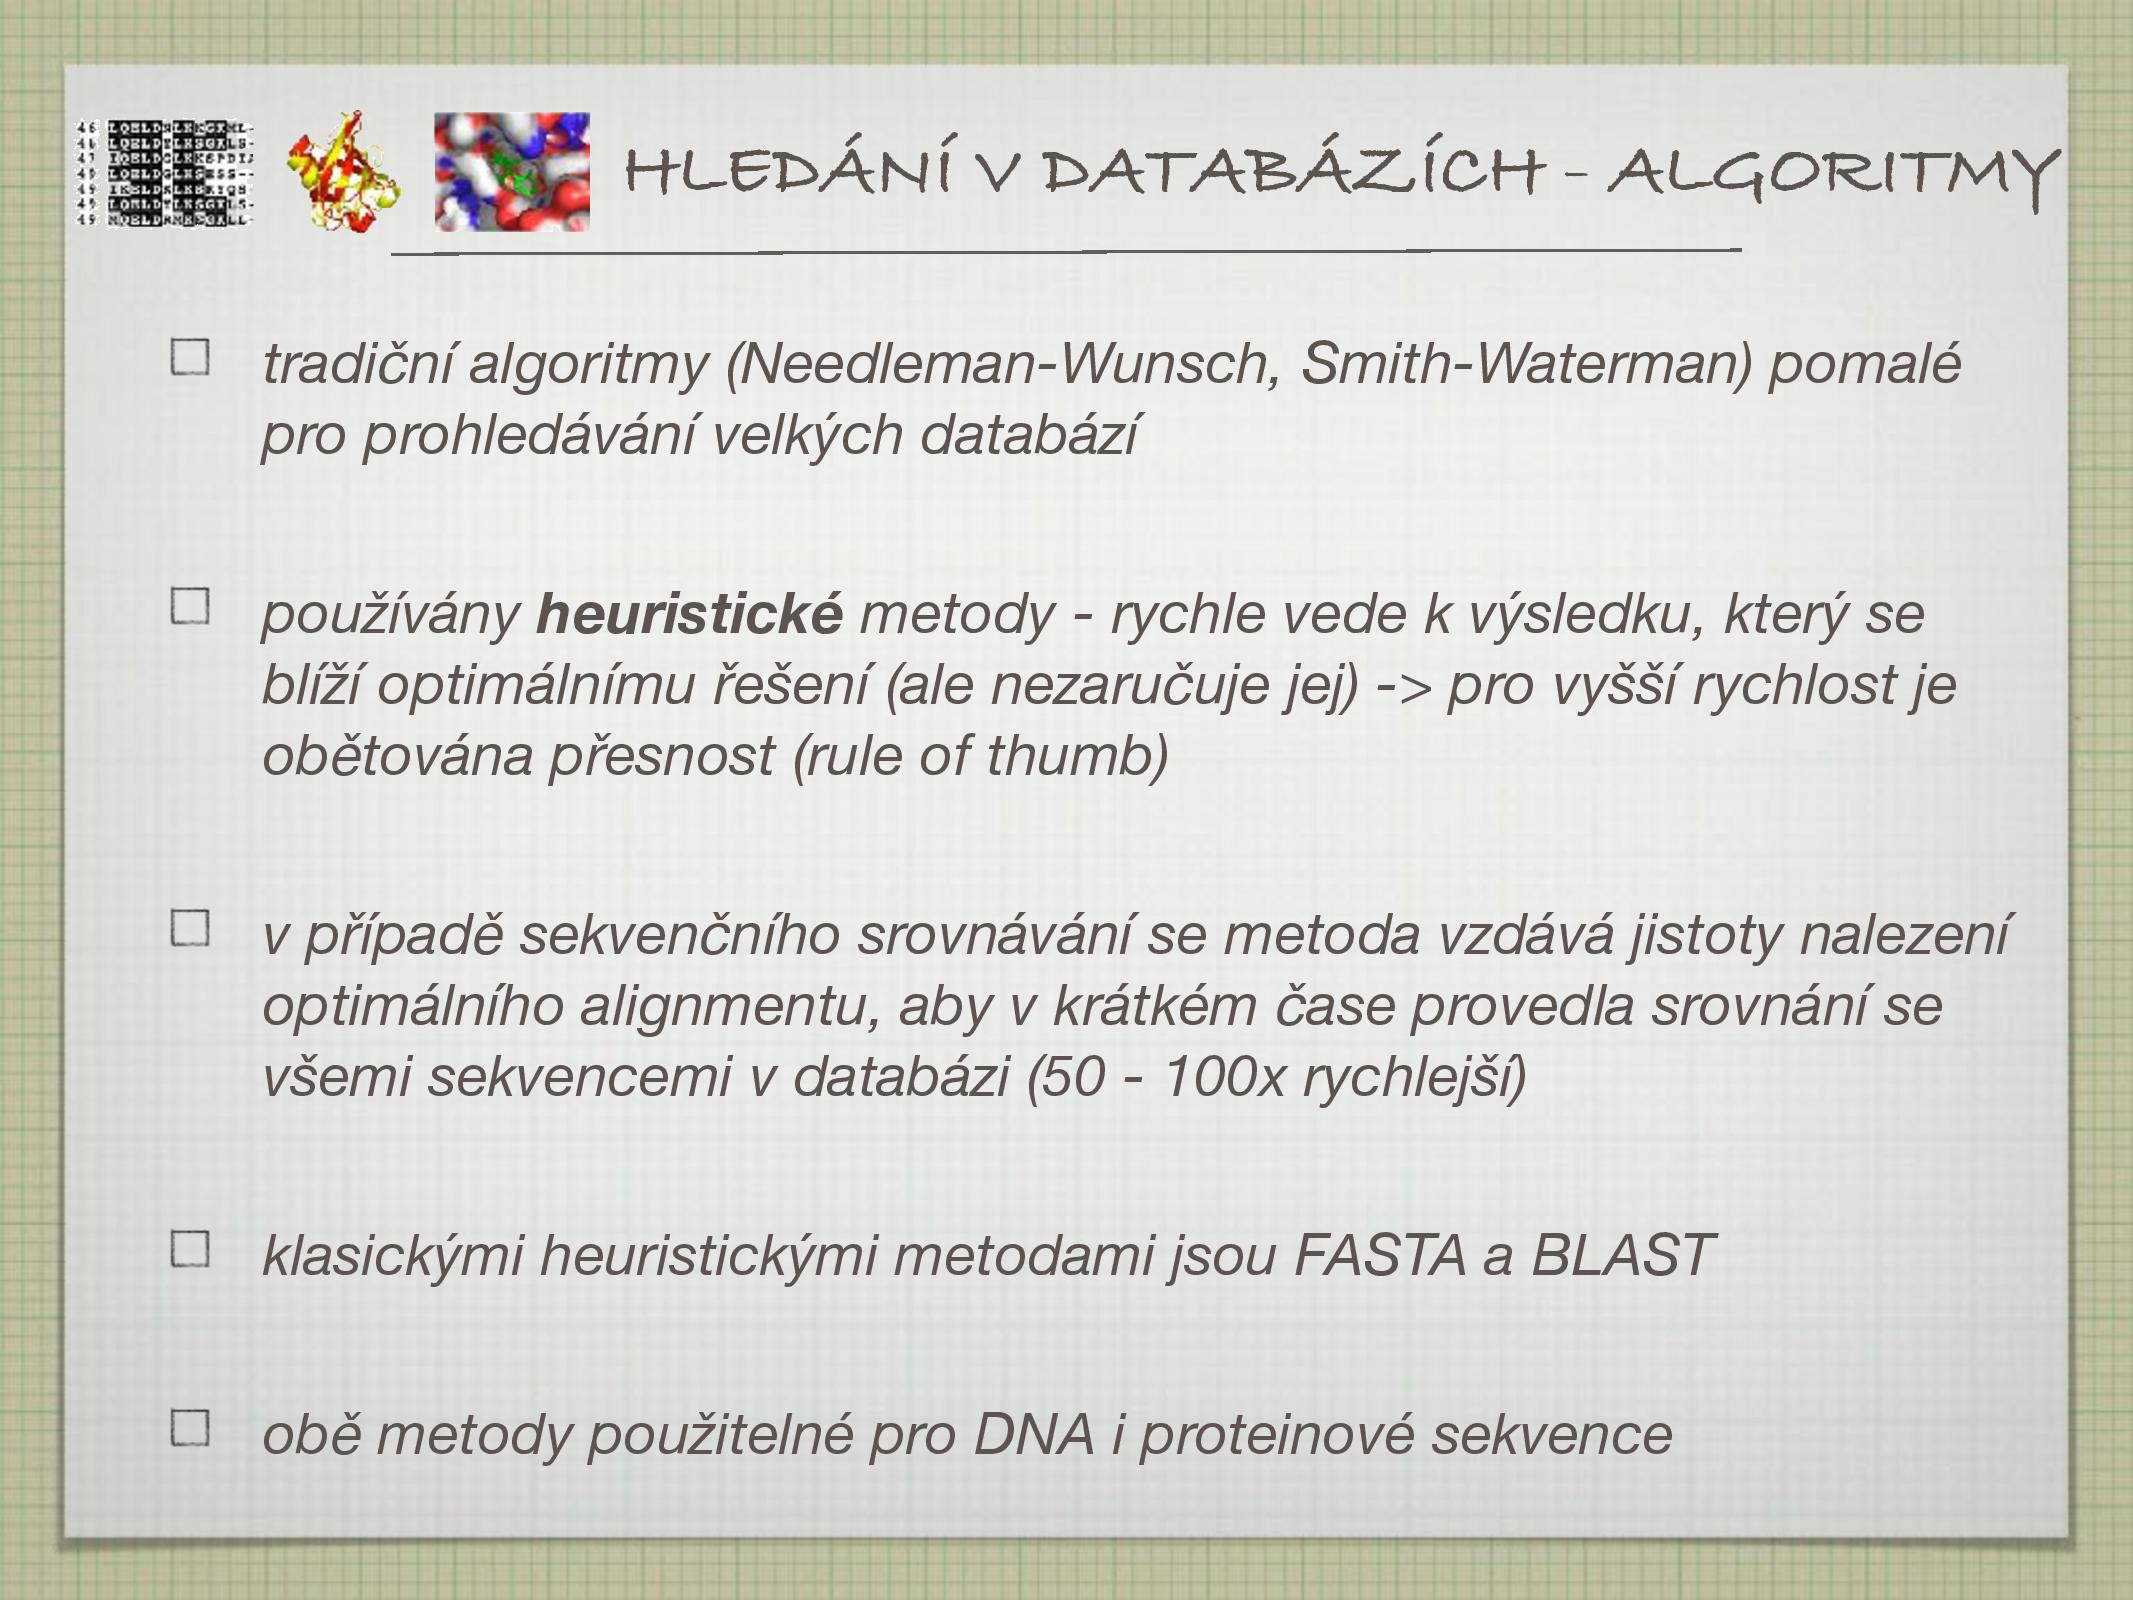 HLEDÁNÍ V DATABÁZÍCH - ALGORITMY
tradiční algoritmy (Needleman-Wunsch, Smith-Waterman) pomalé
pro prohledávání velkých databází
používány heuristické metody - rychle vede k výsledku, který se
blíží optimálnímu řešení (ale nezaručuje jej) -> pro vyšší rychlost je
obětována přesnost (rule of thumb)
v případě sekvenčního srovnávání se metoda vzdává jistoty nalezení
optimálního alignmentu, aby v krátkém čase provedla srovnání se
všemi sekvencemi v databázi (50 - 100x rychlejší)
klasickými heuristickými metodami jsou FASTA a BLAST
obě metody použitelné pro DNA i proteinové sekvence